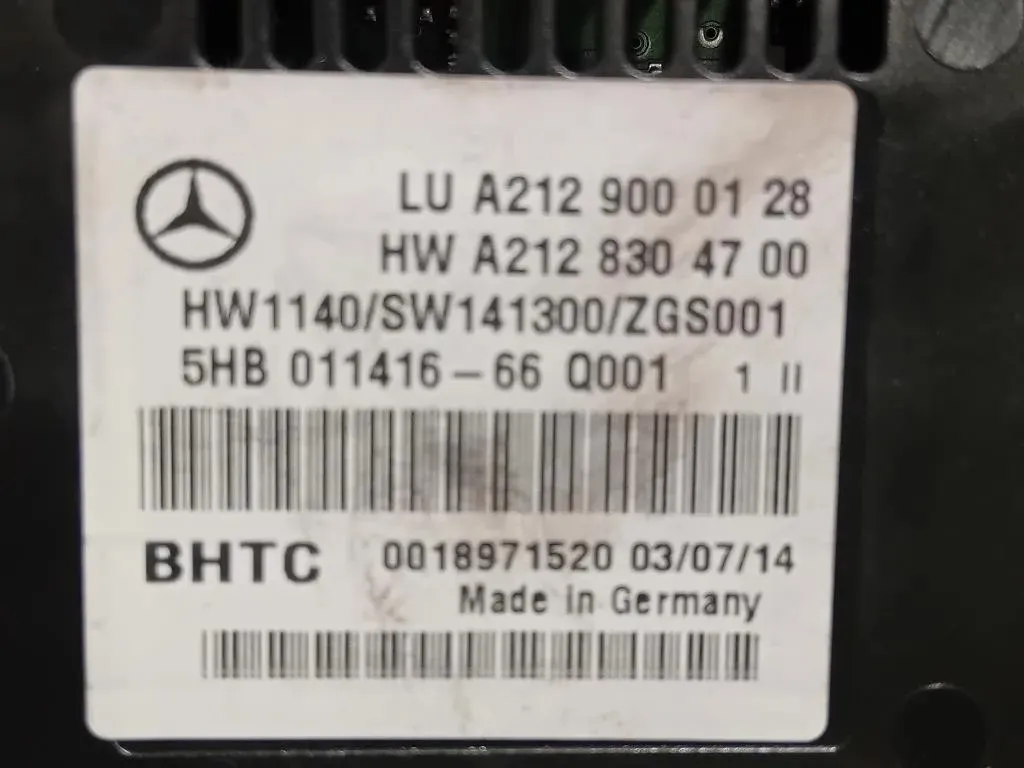 LU A212 900 01 28
HW A212 830 47 00
HW1140/SW141300/ZGS001
5HB 011416-66 Q001 1 II
BHTC 0018971520 03/07/14
Made in Germany